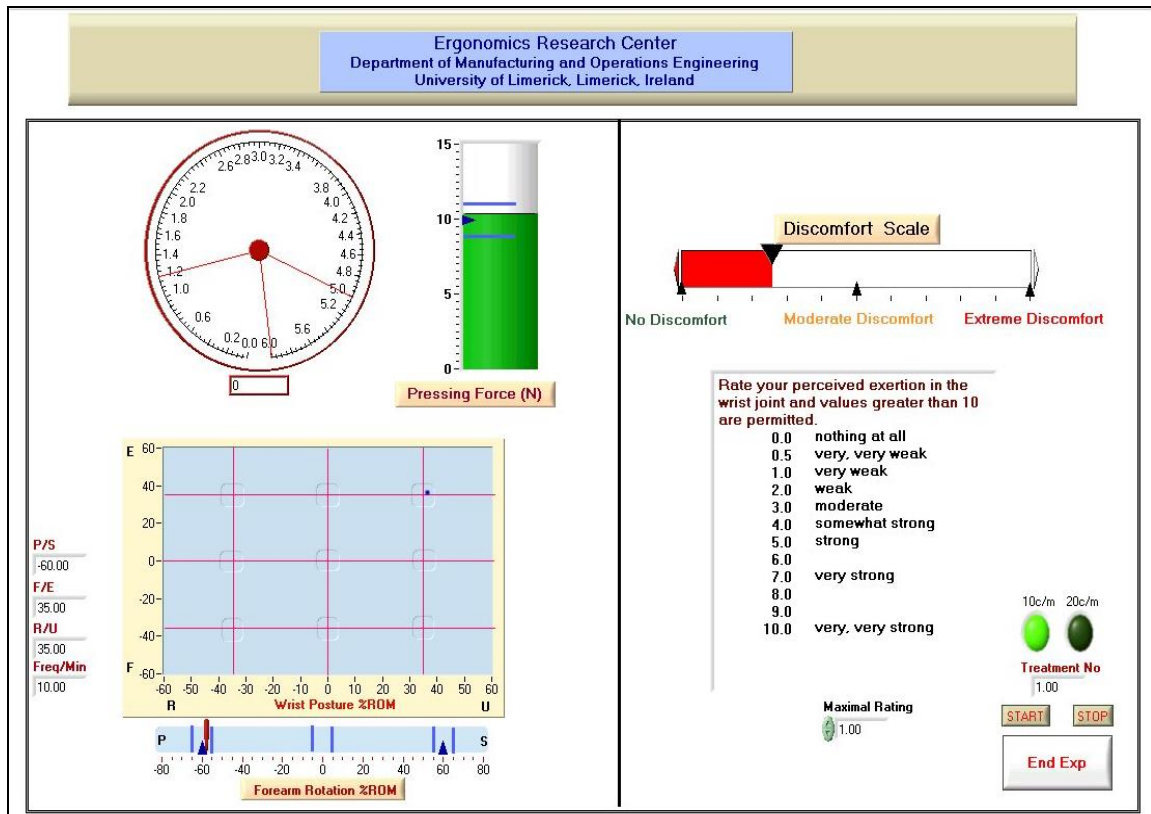 Ergonomics Research Center
Department of Manufacturing and Operations Engineering
University of Limerick, Limerick, Ireland
0.0
0.2
0.6
1.0
1.2
1.4
1.6
1.8
2.0
2.2
2.6
2.8
3.0
3.2
3.4
3.8
4.0
4.2
4.4
4.6
4.8
5.0
5.2
5.6
6.0
0
15
10
5
0
Pressing Force (N)
E
60
40
20
0
-20
-40
-60
F
-60 -50 -40 -30 -20 -10 0 10 20 30 40 50 60
R Wrist Posture %ROM U
P/S
-60.00
F/E
35.00
R/U
35.00
Freq/Min
10.00
P S
-80 -60 -40 -20 0 20 40 60 80
Forearm Rotation %ROM
Discomfort Scale
No Discomfort Moderate Discomfort Extreme Discomfort
Rate your perceived exertion in the
wrist joint and values greater than 10
are permitted.
0.0 nothing at all
0.5 very, very weak
1.0 very weak
2.0 weak
3.0 moderate
4.0 somewhat strong
5.0 strong
6.0
7.0 very strong
8.0
9.0
10.0 very, very strong
10c/m 20c/m
Treatment No
1.00
Maximal Rating
1.00
START STOP
End Exp